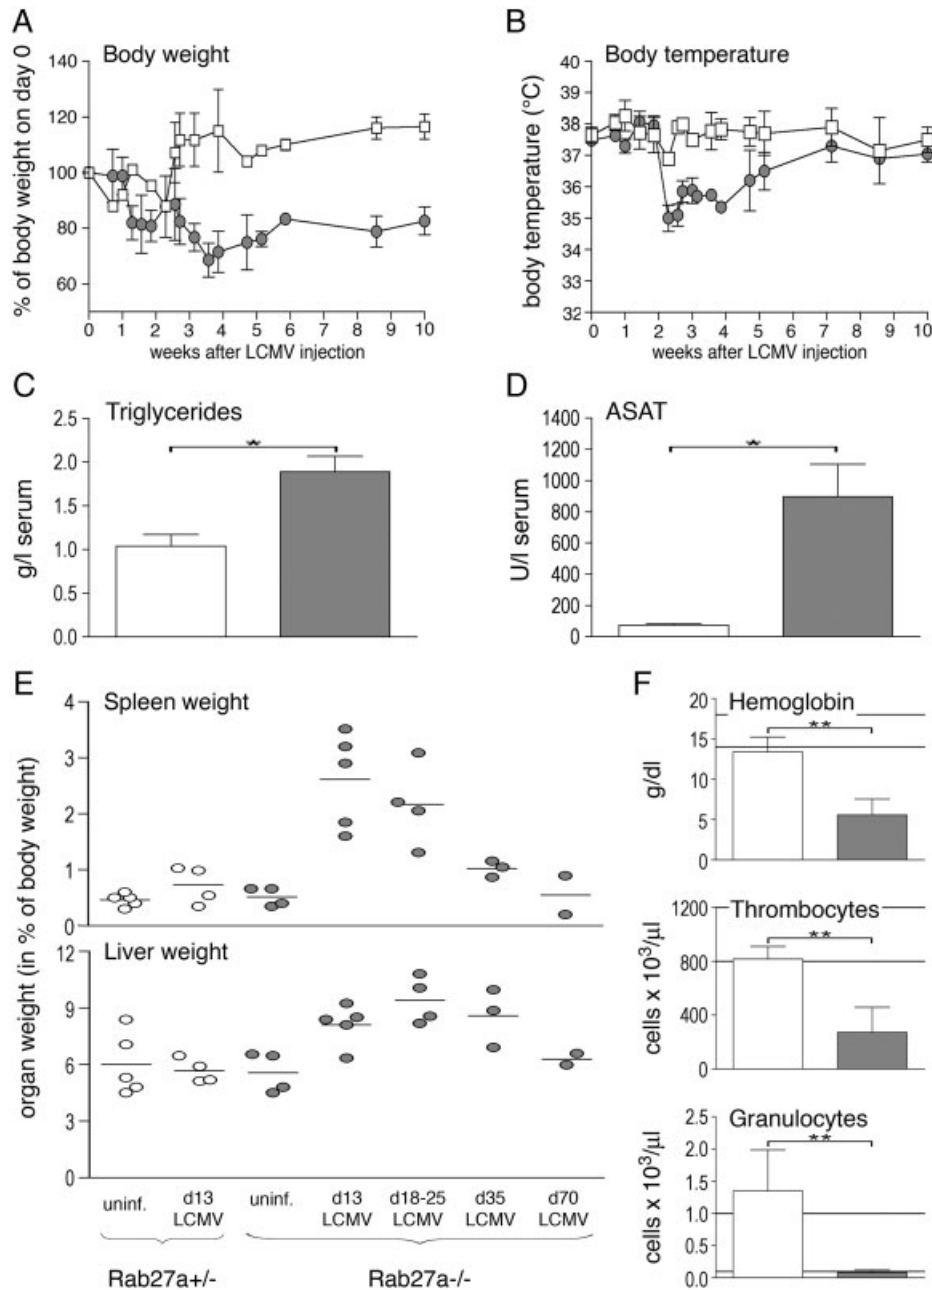 A
Body weight
% of body weight on day 0
140
120
100
80
60
0 1 2 3 4 5 6 7 8 9 10
weeks after LCMV injection
B
Body temperature
body temperature (°C)
40
39
38
37
36
35
34
33
32
0 1 2 3 4 5 6 7 8 9 10
weeks after LCMV injection
C
Triglycerides
g/l serum
2.5
2.0
1.5
1.0
0.5
0.0
*
D
ASAT
U/l serum
1400
1200
1000
800
600
400
200
0
*
E
Spleen weight
organ weight (in % of body weight)
4
3
2
1
0
Liver weight
12
9
6
3
0
uninf. d13 LCMV uninf. d13 LCMV d18-25 LCMV d35 LCMV d70 LCMV
Rab27a+/- Rab27a-/-
F
Hemoglobin
g/dl
20
15
10
5
0
**
Thrombocytes
cells x 10³/µl
1200
800
400
0
**
Granulocytes
cells x 10³/µl
2.5
2.0
1.5
1.0
0.5
0.0
**